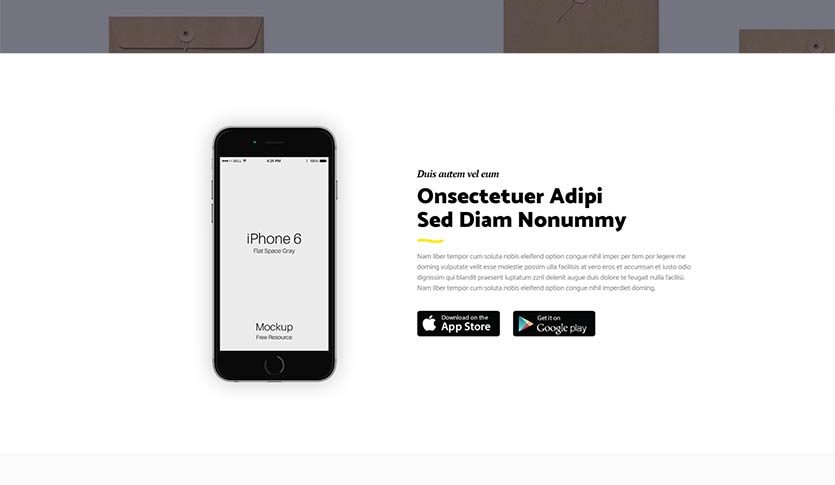 4:21 PM
100%
iPhone 6
Flat Space Gray
Mockup
Free Resource
Duis autem vel eum
Onsectetuer Adipi
Sed Diam Nonummy
Nam liber tempor cum soluta nobis eleifend option congue nihil imper per tem por legere me
doming vulputate velit esse molestie possim ulla facilisis at vero eros et accumsan et iusto odio
dignissim qui blandit praesent luptatum zzril delenit augue duis dolore te feugait nulla facilisi.
Nam liber tempor cum soluta nobis eleifend option congue nihil imperdiet doming.
Download on the
App Store
Get it on
Google play